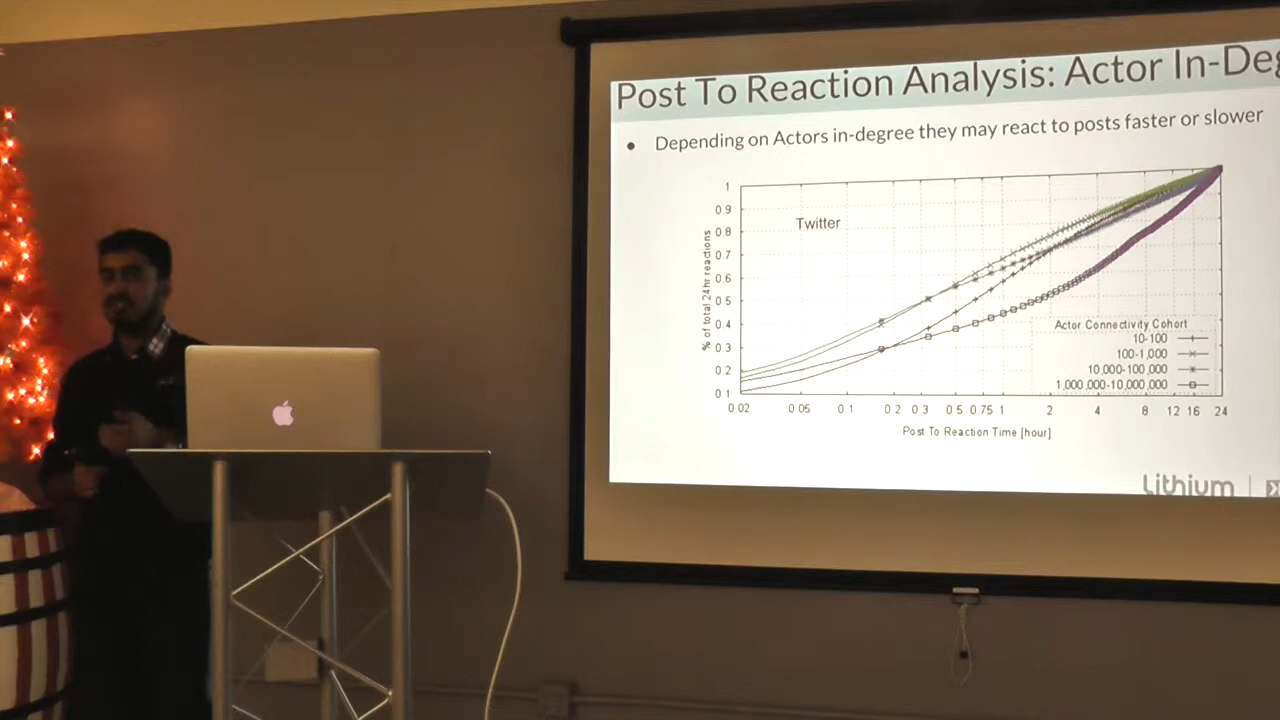 Post To Reaction Analysis: Actor In-Deg
• Depending on Actors in-degree they may react to posts faster or slower
Twitter
% of total 24hr reactions
1
0.9
0.8
0.7
0.6
0.5
0.4
0.3
0.2
0.1
Actor Connectivity Cohort
10-100
100-1,000
10,000-100,000
1,000,000-10,000,000
0.02 0.05 0.1 0.2 0.3 0.5 0.75 1 2 4 8 12 16 24
Post To Reaction Time [hour]
Lithium